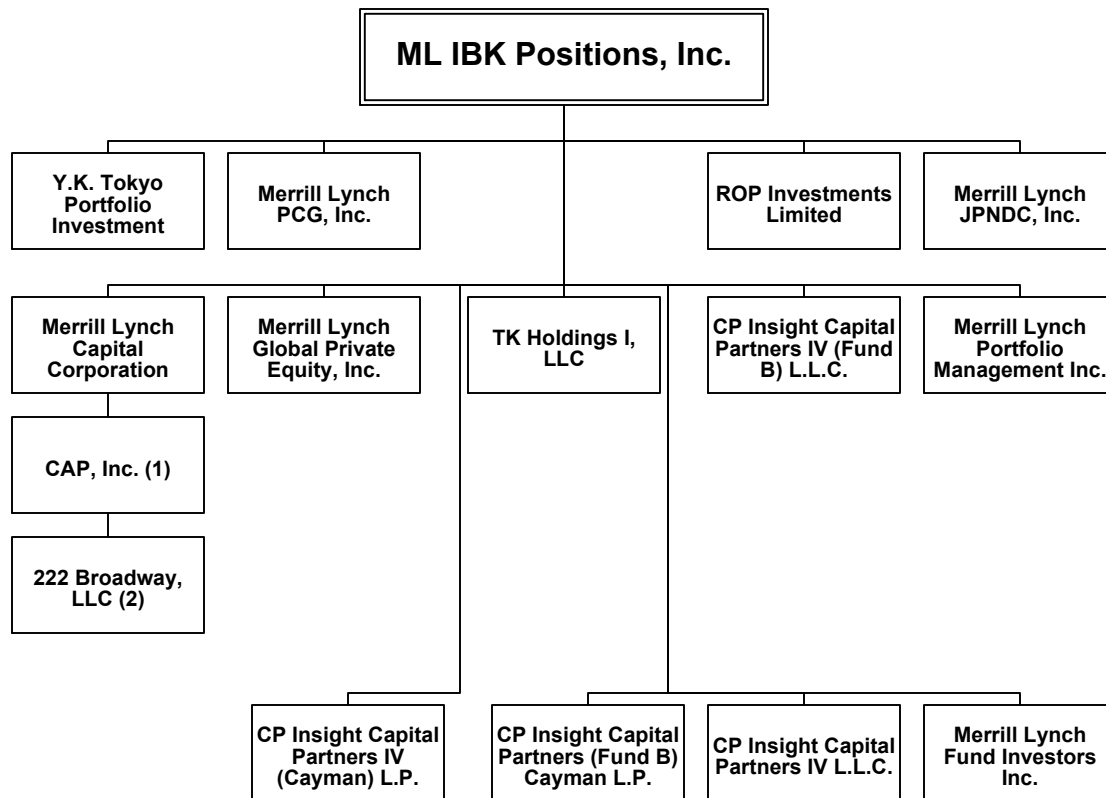 ML IBK Positions, Inc.
Y.K. Tokyo
Portfolio
Investment
Merrill Lynch
PCG, Inc.
ROP Investments
Limited
Merrill Lynch
JPNDC, Inc.
Merrill Lynch
Capital
Corporation
Merrill Lynch
Global Private
Equity, Inc.
TK Holdings I,
LLC
CP Insight Capital
Partners IV (Fund
B) L.L.C.
Merrill Lynch
Portfolio
Management Inc.
CAP, Inc. (1)
222 Broadway,
LLC (2)
CP Insight Capital
Partners IV
(Cayman) L.P.
CP Insight Capital
Partners (Fund B)
Cayman L.P.
CP Insight Capital
Partners IV L.L.C.
Merrill Lynch
Fund Investors
Inc.